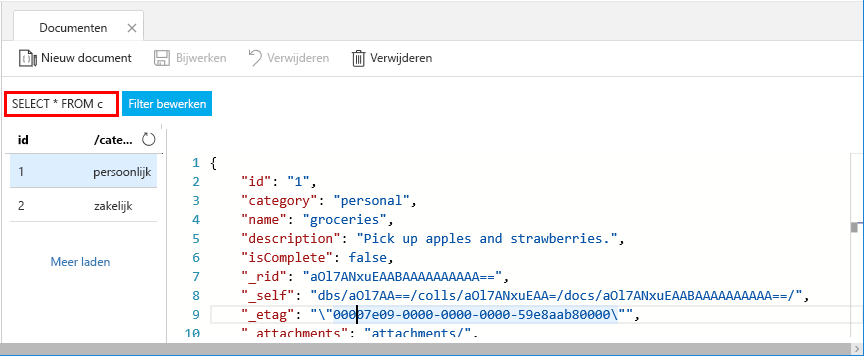 Documenten
Nieuw document Bijwerken Verwijderen Verwijderen
SELECT * FROM c Filter bewerken
id /cate...
1 persoonlijk
2 zakelijk
Meer laden
1 {
2 "id": "1",
3 "category": "personal",
4 "name": "groceries",
5 "description": "Pick up apples and strawberries.",
6 "isComplete": false,
7 "_rid": "aOl7ANxuEAABAAAAAAAAAA==",
8 "_self": "dbs/aOl7AA==/colls/aOl7ANxuEAA=/docs/aOl7ANxuEAABAAAAAAAAAA==/",
9 "_etag": "\"00007e09-0000-0000-0000-59e8aab80000\"",
10 "_attachments": "attachments/",